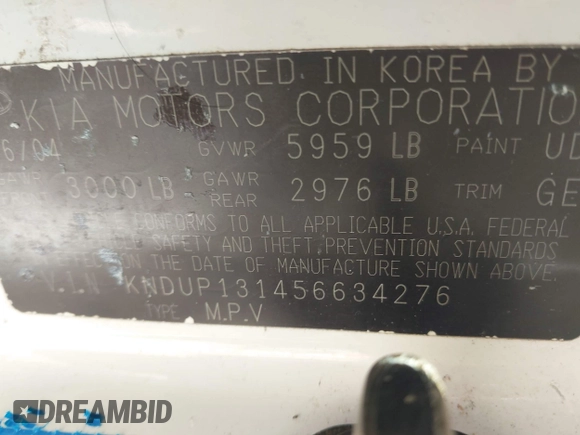 MANUFACTURED IN KOREA BY
KIA MOTORS CORPORATION
6/04 GVWR 5959 LB PAINT UD
3000 LB GAWR REAR 2976 LB TRIM GE
CONFORMS TO ALL APPLICABLE U.S.A. FEDERAL
SAFETY AND THEFT PREVENTION STANDARDS
ON THE DATE OF MANUFACTURE SHOWN ABOVE.
V.I.N KNDUP131456634276
TYPE M.P.V
DREAMBID